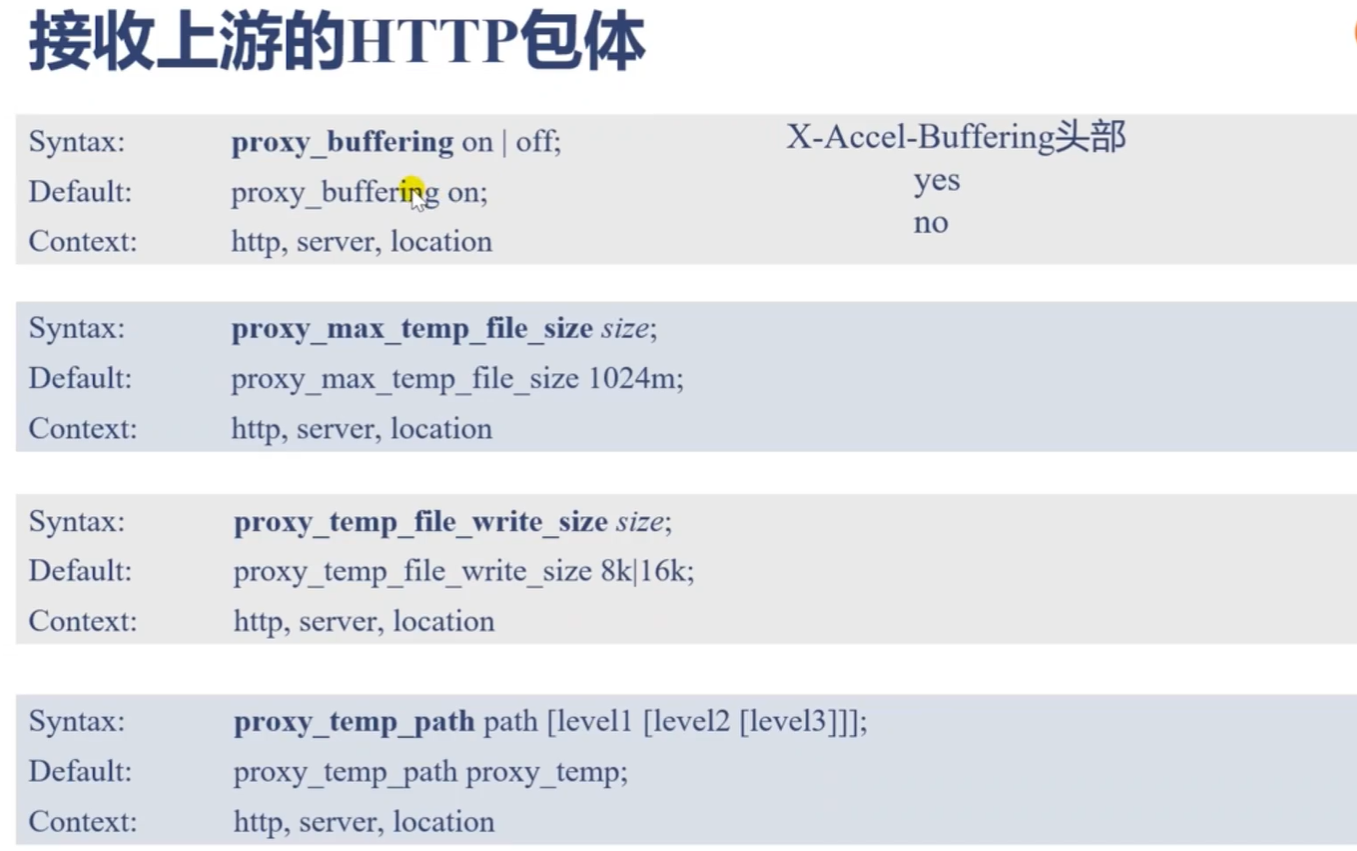 接收上游的HTTP包体
Syntax: proxy_buffering on | off;
Default: proxy_buffering on;
Context: http, server, location
X-Accel-Buffering头部
yes
no
Syntax: proxy_max_temp_file_size size;
Default: proxy_max_temp_file_size 1024m;
Context: http, server, location
Syntax: proxy_temp_file_write_size size;
Default: proxy_temp_file_write_size 8k|16k;
Context: http, server, location
Syntax: proxy_temp_path path [level1 [level2 [level3]]];
Default: proxy_temp_path proxy_temp;
Context: http, server, location